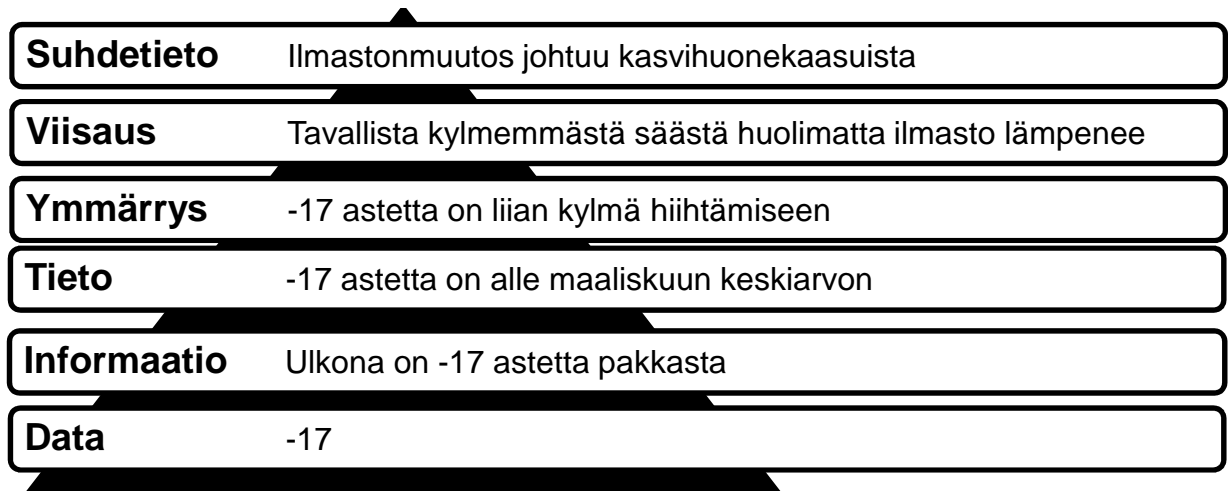 Suhdetieto Ilmastonmuutos johtuu kasvihuonekaasuista
Viisaus Tavallista kylmemmästä säästä huolimatta ilmasto lämpenee
Ymmärrys -17 astetta on liian kylmä hiihtämiseen
Tieto -17 astetta on alle maaliskuun keskiarvon
Informaatio Ulkona on -17 astetta pakkasta
Data -17